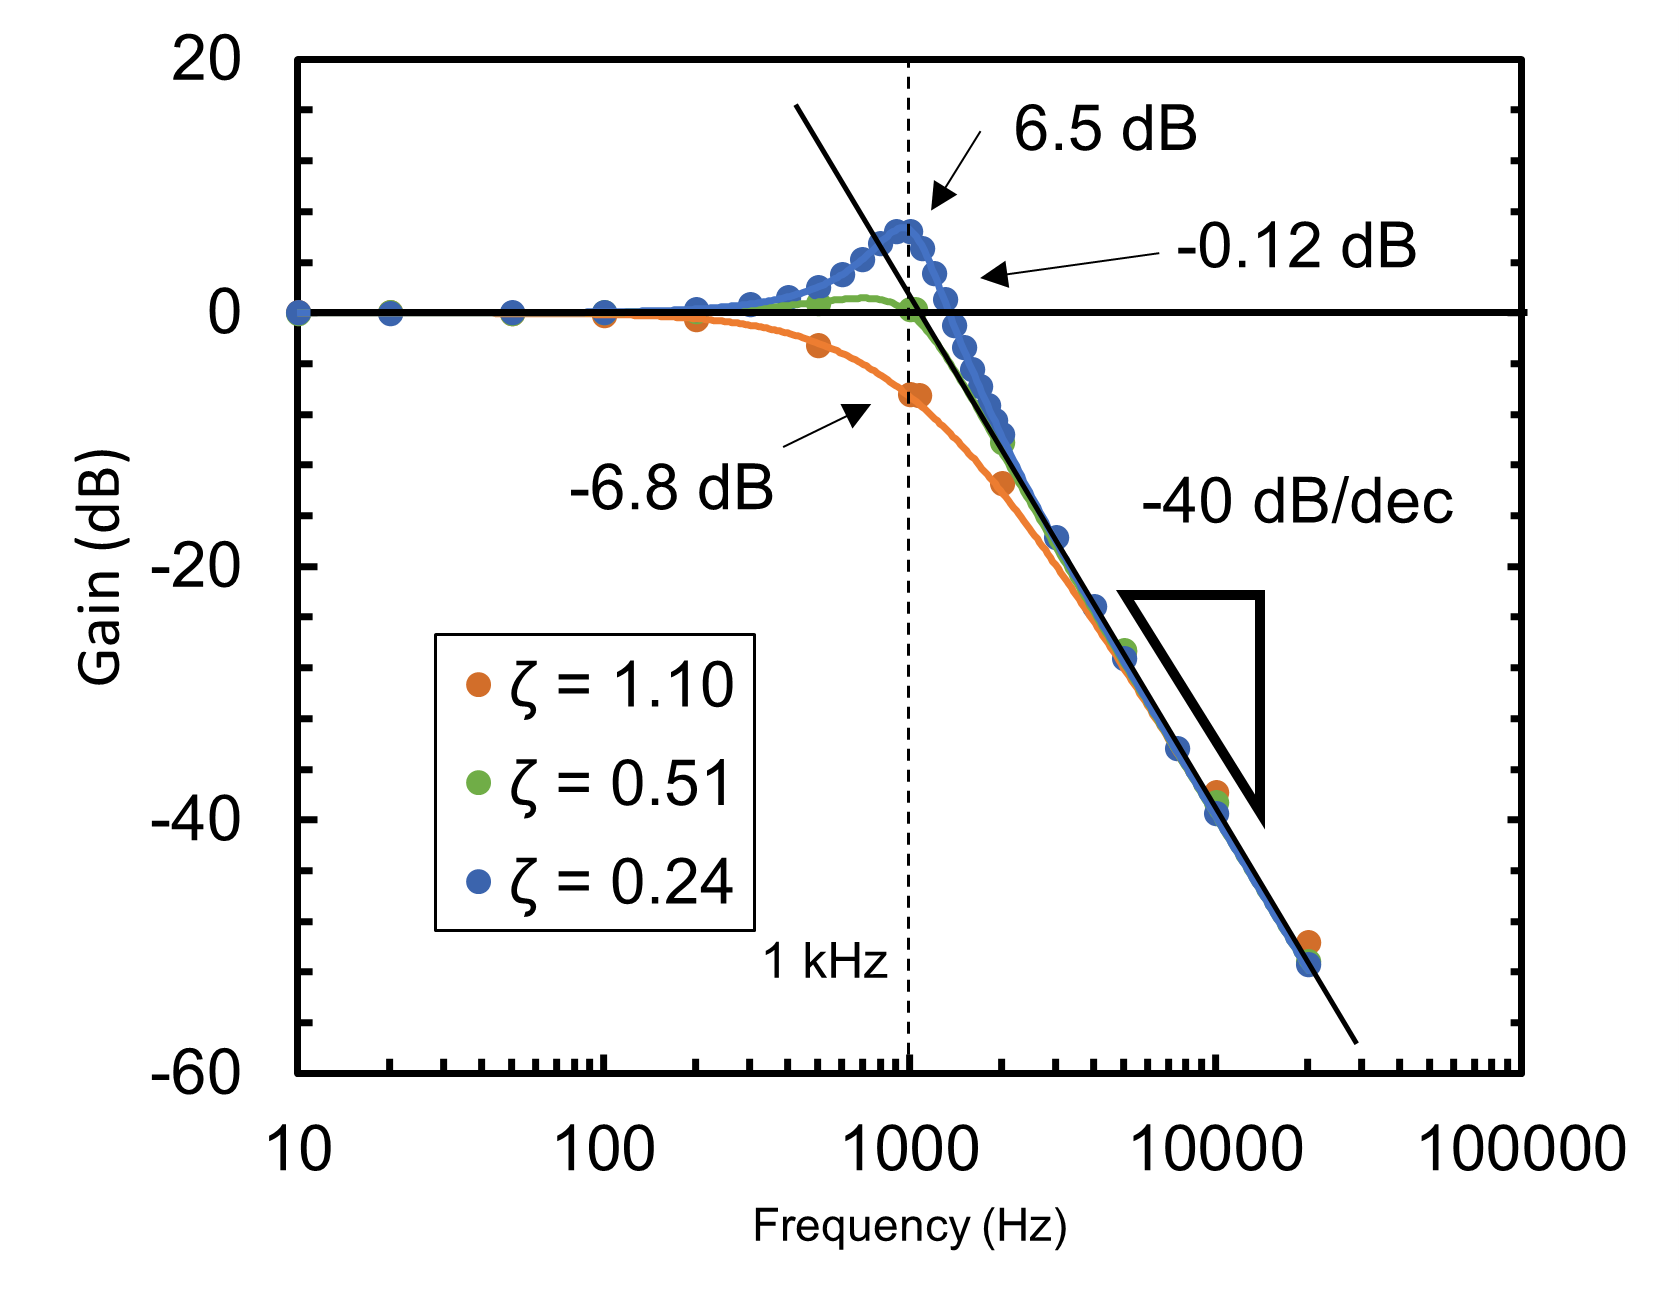 20
0
-20
-40
-60
Gain (dB)
6.5 dB
-0.12 dB
-6.8 dB
-40 dB/dec
ζ = 1.10
ζ = 0.51
ζ = 0.24
1 kHz
10 100 1000 10000 100000
Frequency (Hz)